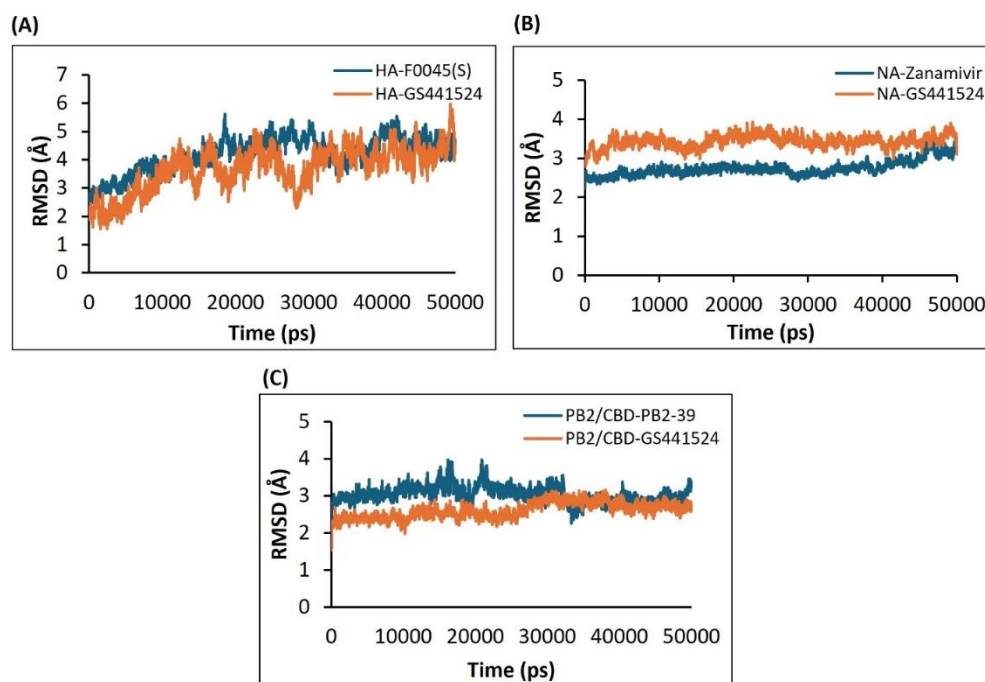 (A)
HA-F0045(S)
HA-GS441524
RMSD (Å)
7
6
5
4
3
2
1
0
0 10000 20000 30000 40000 50000
Time (ps)
(B)
NA-Zanamivir
NA-GS441524
RMSD (Å)
5
4
3
2
1
0
0 10000 20000 30000 40000 50000
Time (ps)
(C)
PB2/CBD-PB2-39
PB2/CBD-GS441524
RMSD (Å)
5
4
3
2
1
0
0 10000 20000 30000 40000 50000
Time (ps)